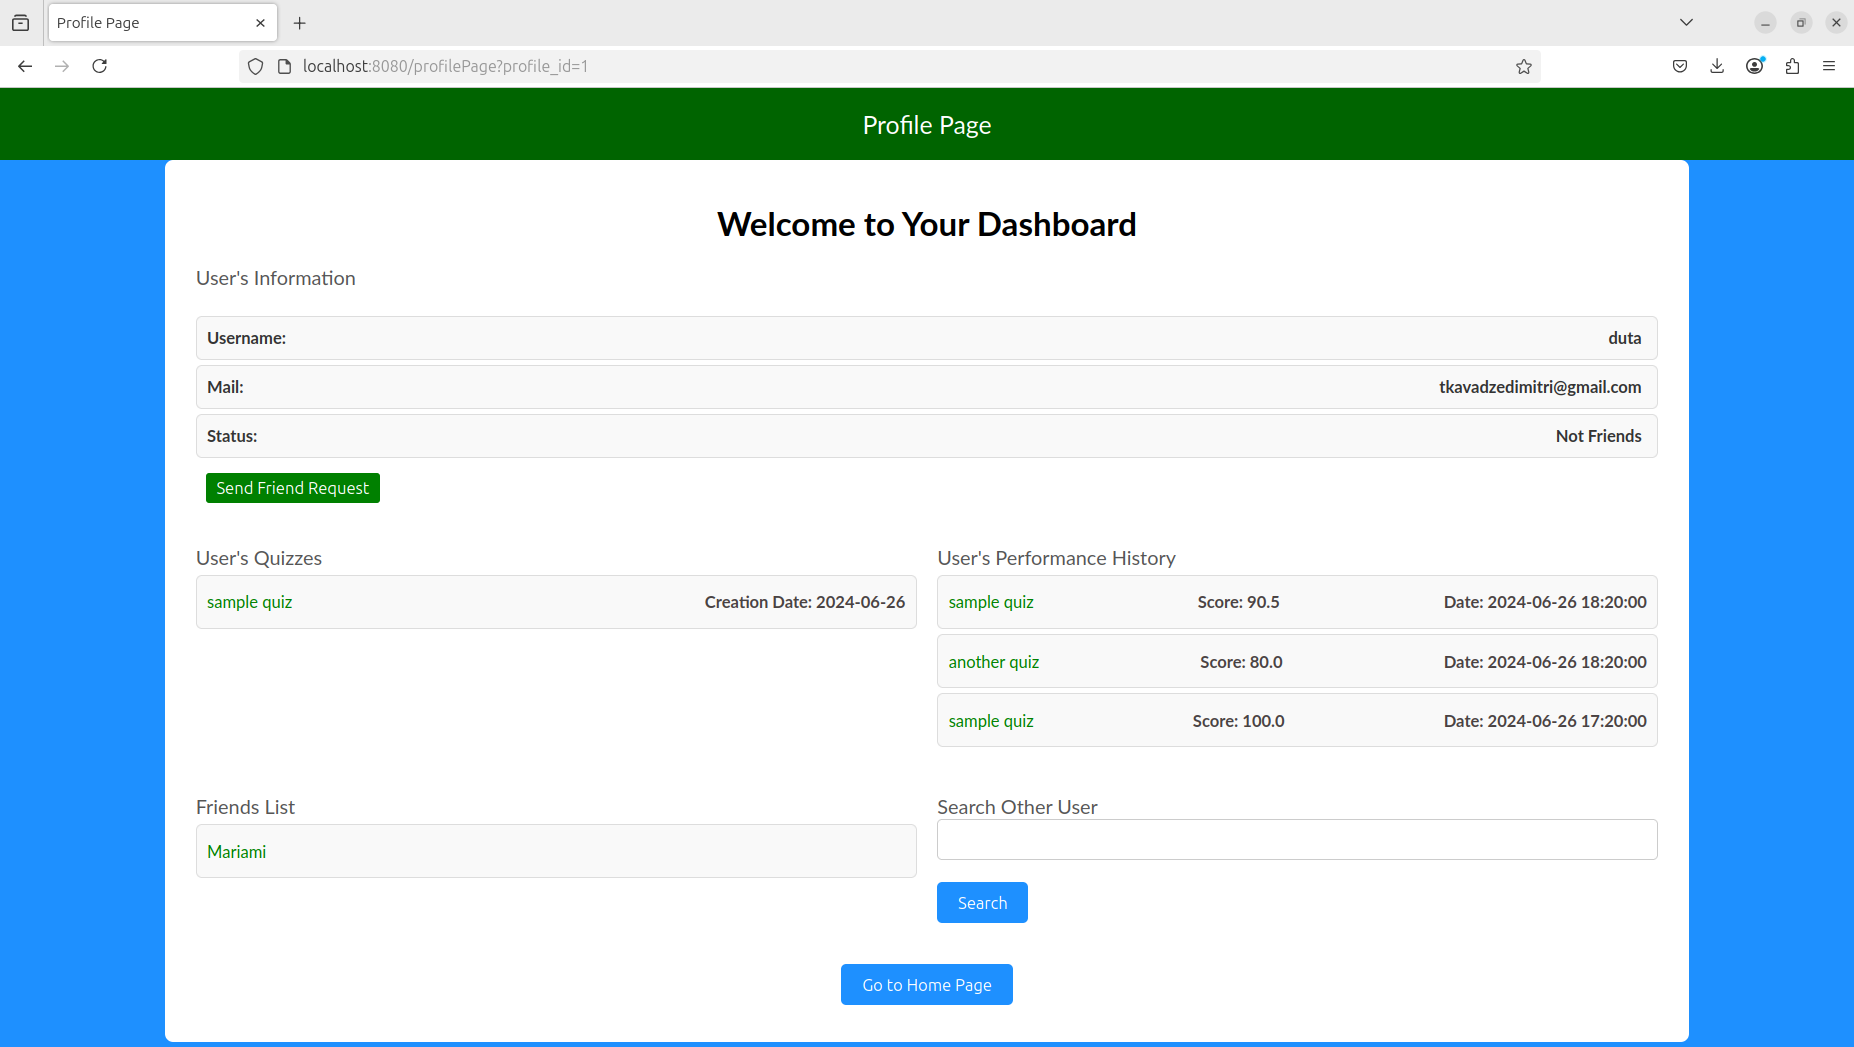 Profile Page
localhost:8080/profilePage?profile_id=1
Profile Page
Welcome to Your Dashboard
User's Information
Username: duta
Mail: tkavadzedimitri@gmail.com
Status: Not Friends
Send Friend Request
User's Quizzes
sample quiz Creation Date: 2024-06-26
User's Performance History
sample quiz Score: 90.5 Date: 2024-06-26 18:20:00
another quiz Score: 80.0 Date: 2024-06-26 18:20:00
sample quiz Score: 100.0 Date: 2024-06-26 17:20:00
Friends List
Mariami
Search Other User
Search
Go to Home Page